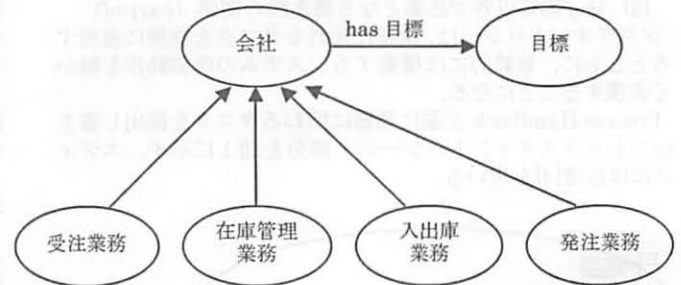 会社
has 目標
目標
受注業務
在庫管理
業務
入出庫
業務
発注業務